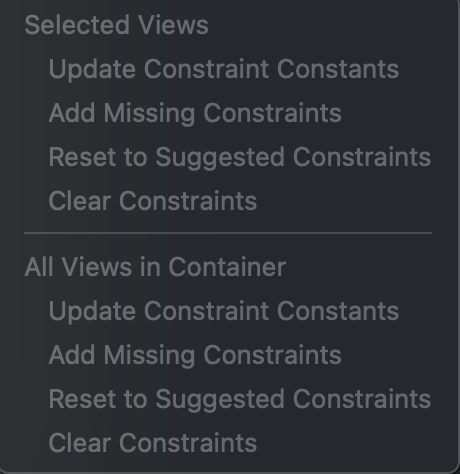 Selected Views
Update Constraint Constants
Add Missing Constraints
Reset to Suggested Constraints
Clear Constraints
All Views in Container
Update Constraint Constants
Add Missing Constraints
Reset to Suggested Constraints
Clear Constraints